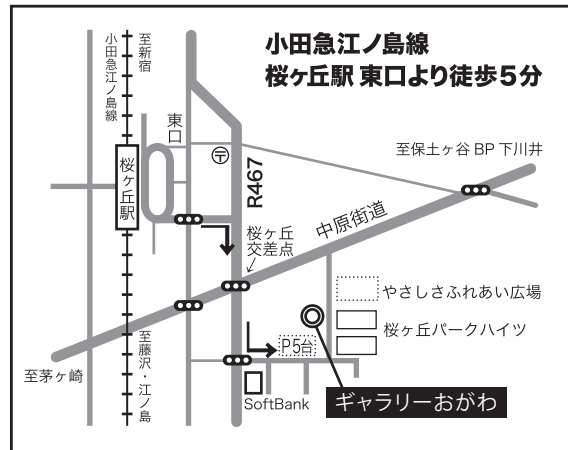 小田急江ノ島線
桜ヶ丘駅 東口より徒歩5分
小田急江ノ島線
至新宿
東口
〶
R467
至保土ヶ谷 BP 下川井
桜ヶ丘駅
中原街道
桜ヶ丘
交差点
やさしさふれあい広場
桜ヶ丘パークハイツ
P5台
至茅ヶ崎
至藤沢・江ノ島
SoftBank
ギャラリーおがわ